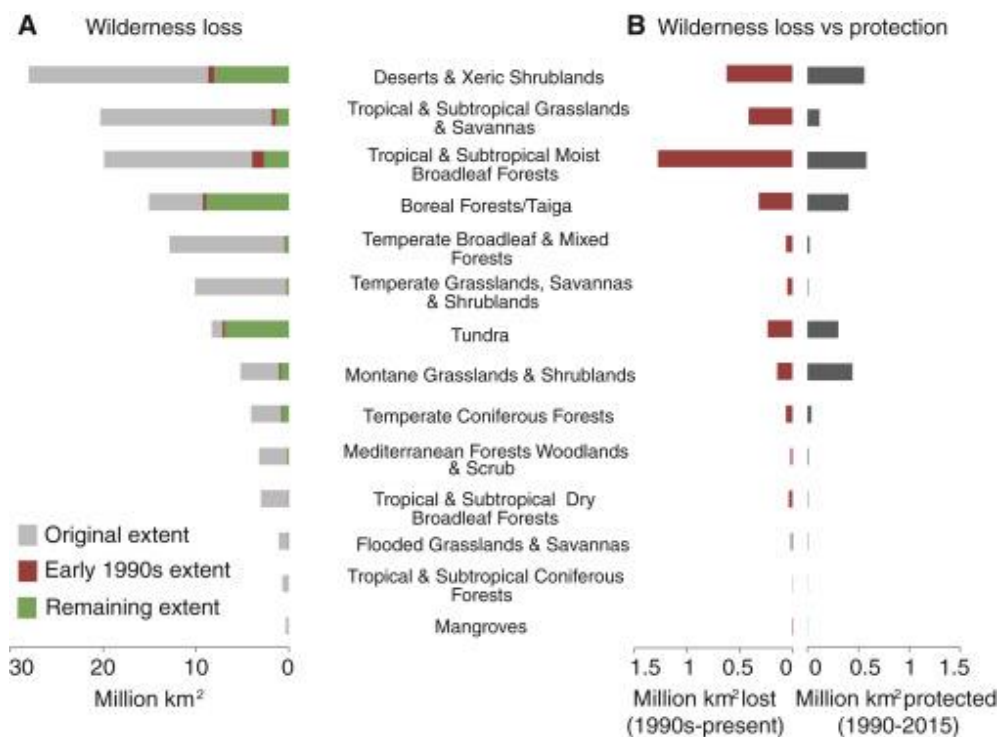 A Wilderness loss
B Wilderness loss vs protection
Deserts & Xeric Shrublands
Tropical & Subtropical Grasslands
& Savannas
Tropical & Subtropical Moist
Broadleaf Forests
Boreal Forests/Taiga
Temperate Broadleaf & Mixed
Forests
Temperate Grasslands, Savannas
& Shrublands
Tundra
Montane Grasslands & Shrublands
Temperate Coniferous Forests
Mediterranean Forests Woodlands
& Scrub
Tropical & Subtropical Dry
Broadleaf Forests
Flooded Grasslands & Savannas
Tropical & Subtropical Coniferous
Forests
Mangroves
Original extent
Early 1990s extent
Remaining extent
30 20 10 0
Million km²
1.5 1 0.5 0
Million km² lost
(1990s-present)
0 0.5 1 1.5
Million km² protected
(1990-2015)